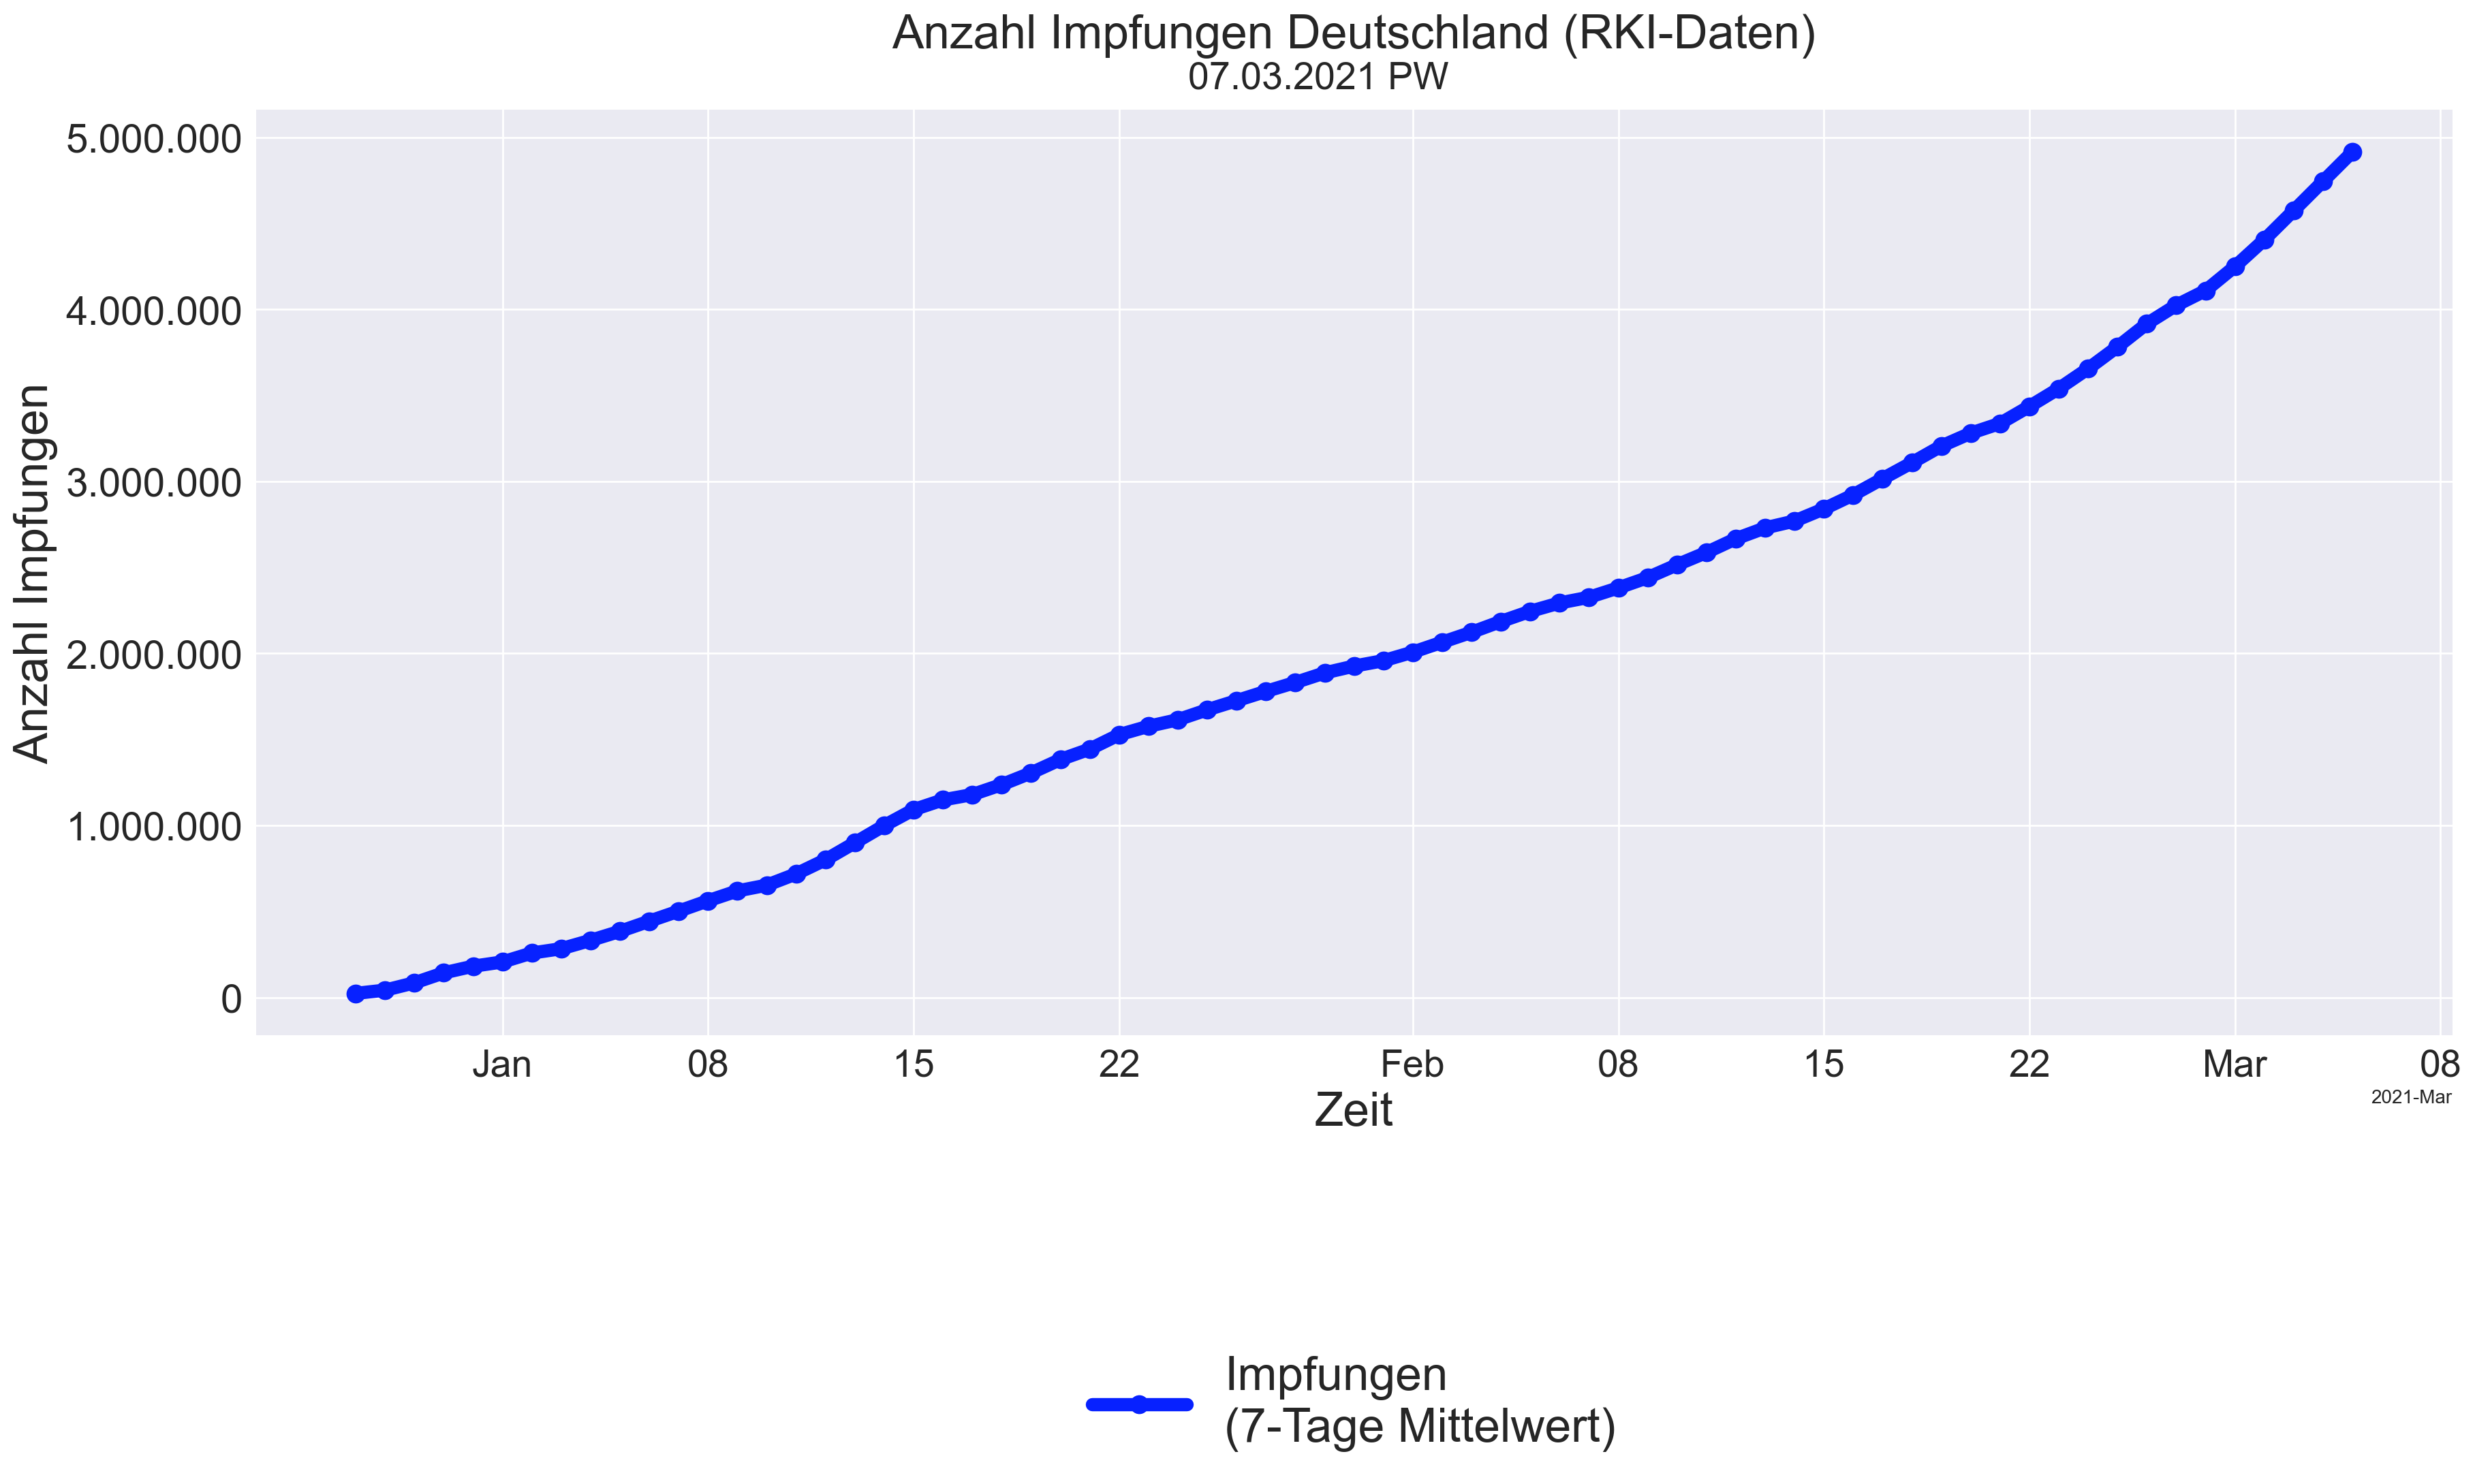 Anzahl Impfungen Deutschland (RKI-Daten)
07.03.2021 PW
Anzahl Impfungen
5.000.000
4.000.000
3.000.000
2.000.000
1.000.000
0
Jan 08 15 22 Feb 08 15 22 Mar 08
2021-Mar
Zeit
Impfungen
(7-Tage Mittelwert)